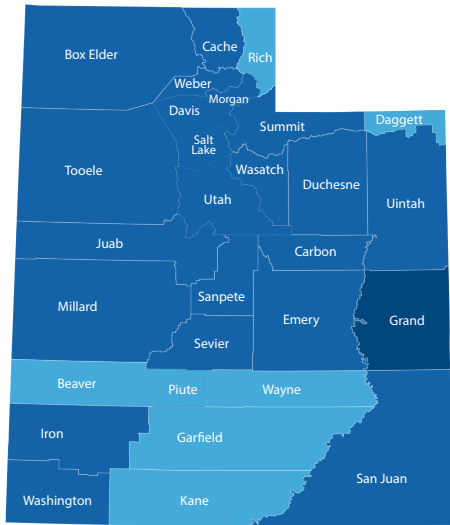 Cache
Box Elder
Rich
Weber
Morgan
Davis
Daggett
Summit
Salt
Lake
Tooele
Wasatch
Duchesne
Utah
Uintah
Juab
Carbon
Sanpete
Millard
Emery
Grand
Sevier
Beaver
Piute
Wayne
Iron
Garfield
San Juan
Washington
Kane